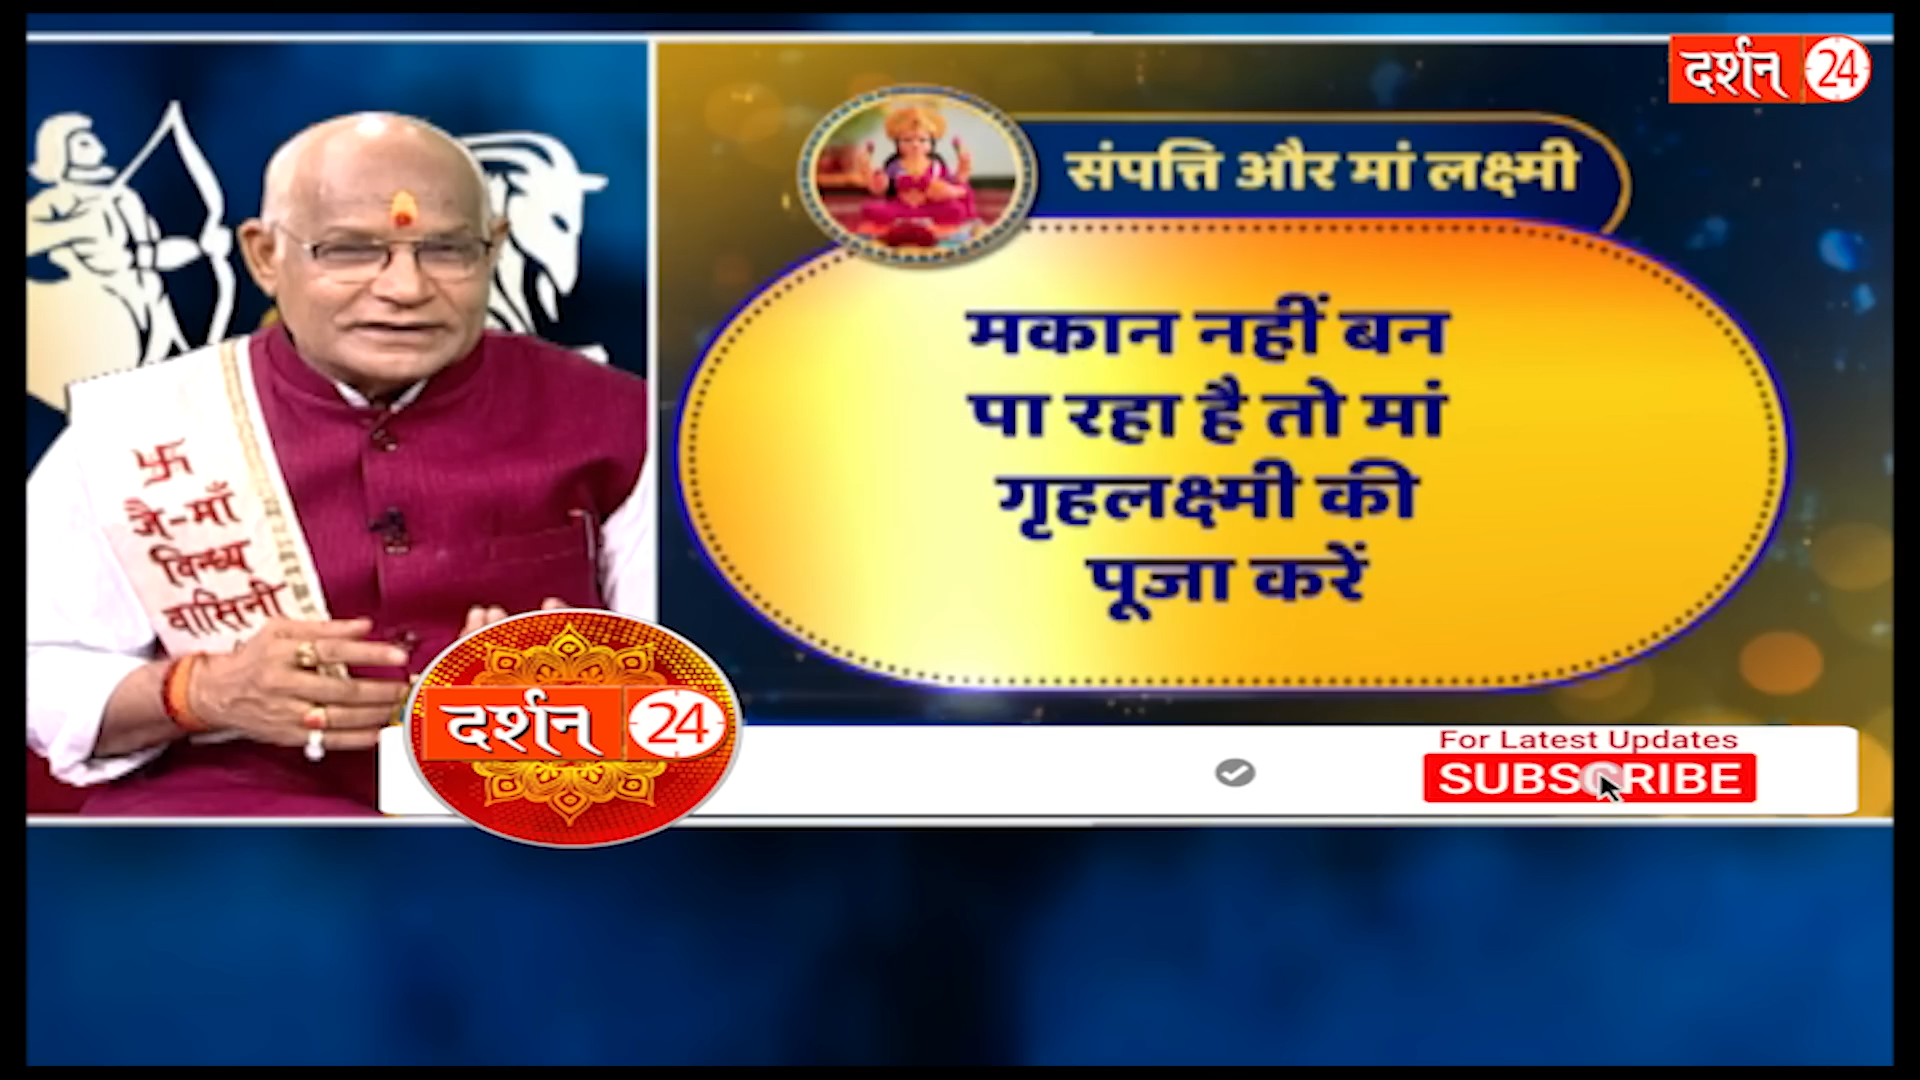 दर्शन 24
संपत्ति और मां लक्ष्मी
मकान नहीं बन
पा रहा है तो मां
गृहलक्ष्मी की
पूजा करें
जै-माँ
विन्ध्य
वासिनी
दर्शन 24
For Latest Updates
SUBSCRIBE